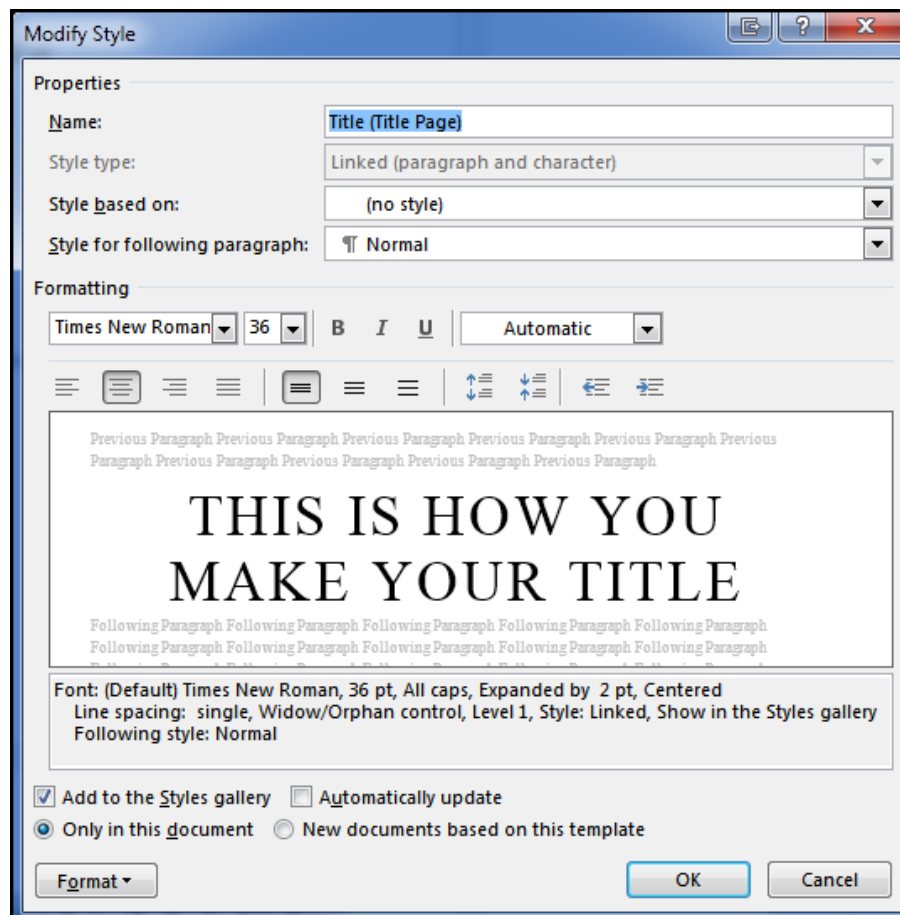 Modify Style
Properties
Name: Title (Title Page)
Style type: Linked (paragraph and character)
Style based on: (no style)
Style for following paragraph: ¶ Normal
Formatting
Times New Roman 36 B I U Automatic
Previous Paragraph Previous Paragraph Previous Paragraph Previous Paragraph Previous Paragraph Previous
Paragraph Previous Paragraph Previous Paragraph Previous Paragraph Previous Paragraph
THIS IS HOW YOU
MAKE YOUR TITLE
Following Paragraph Following Paragraph Following Paragraph Following Paragraph Following Paragraph
Following Paragraph Following Paragraph Following Paragraph Following Paragraph Following Paragraph
Font: (Default) Times New Roman, 36 pt, All caps, Expanded by 2 pt, Centered
Line spacing: single, Widow/Orphan control, Level 1, Style: Linked, Show in the Styles gallery
Following style: Normal
Add to the Styles gallery Automatically update
Only in this document New documents based on this template
Format OK Cancel